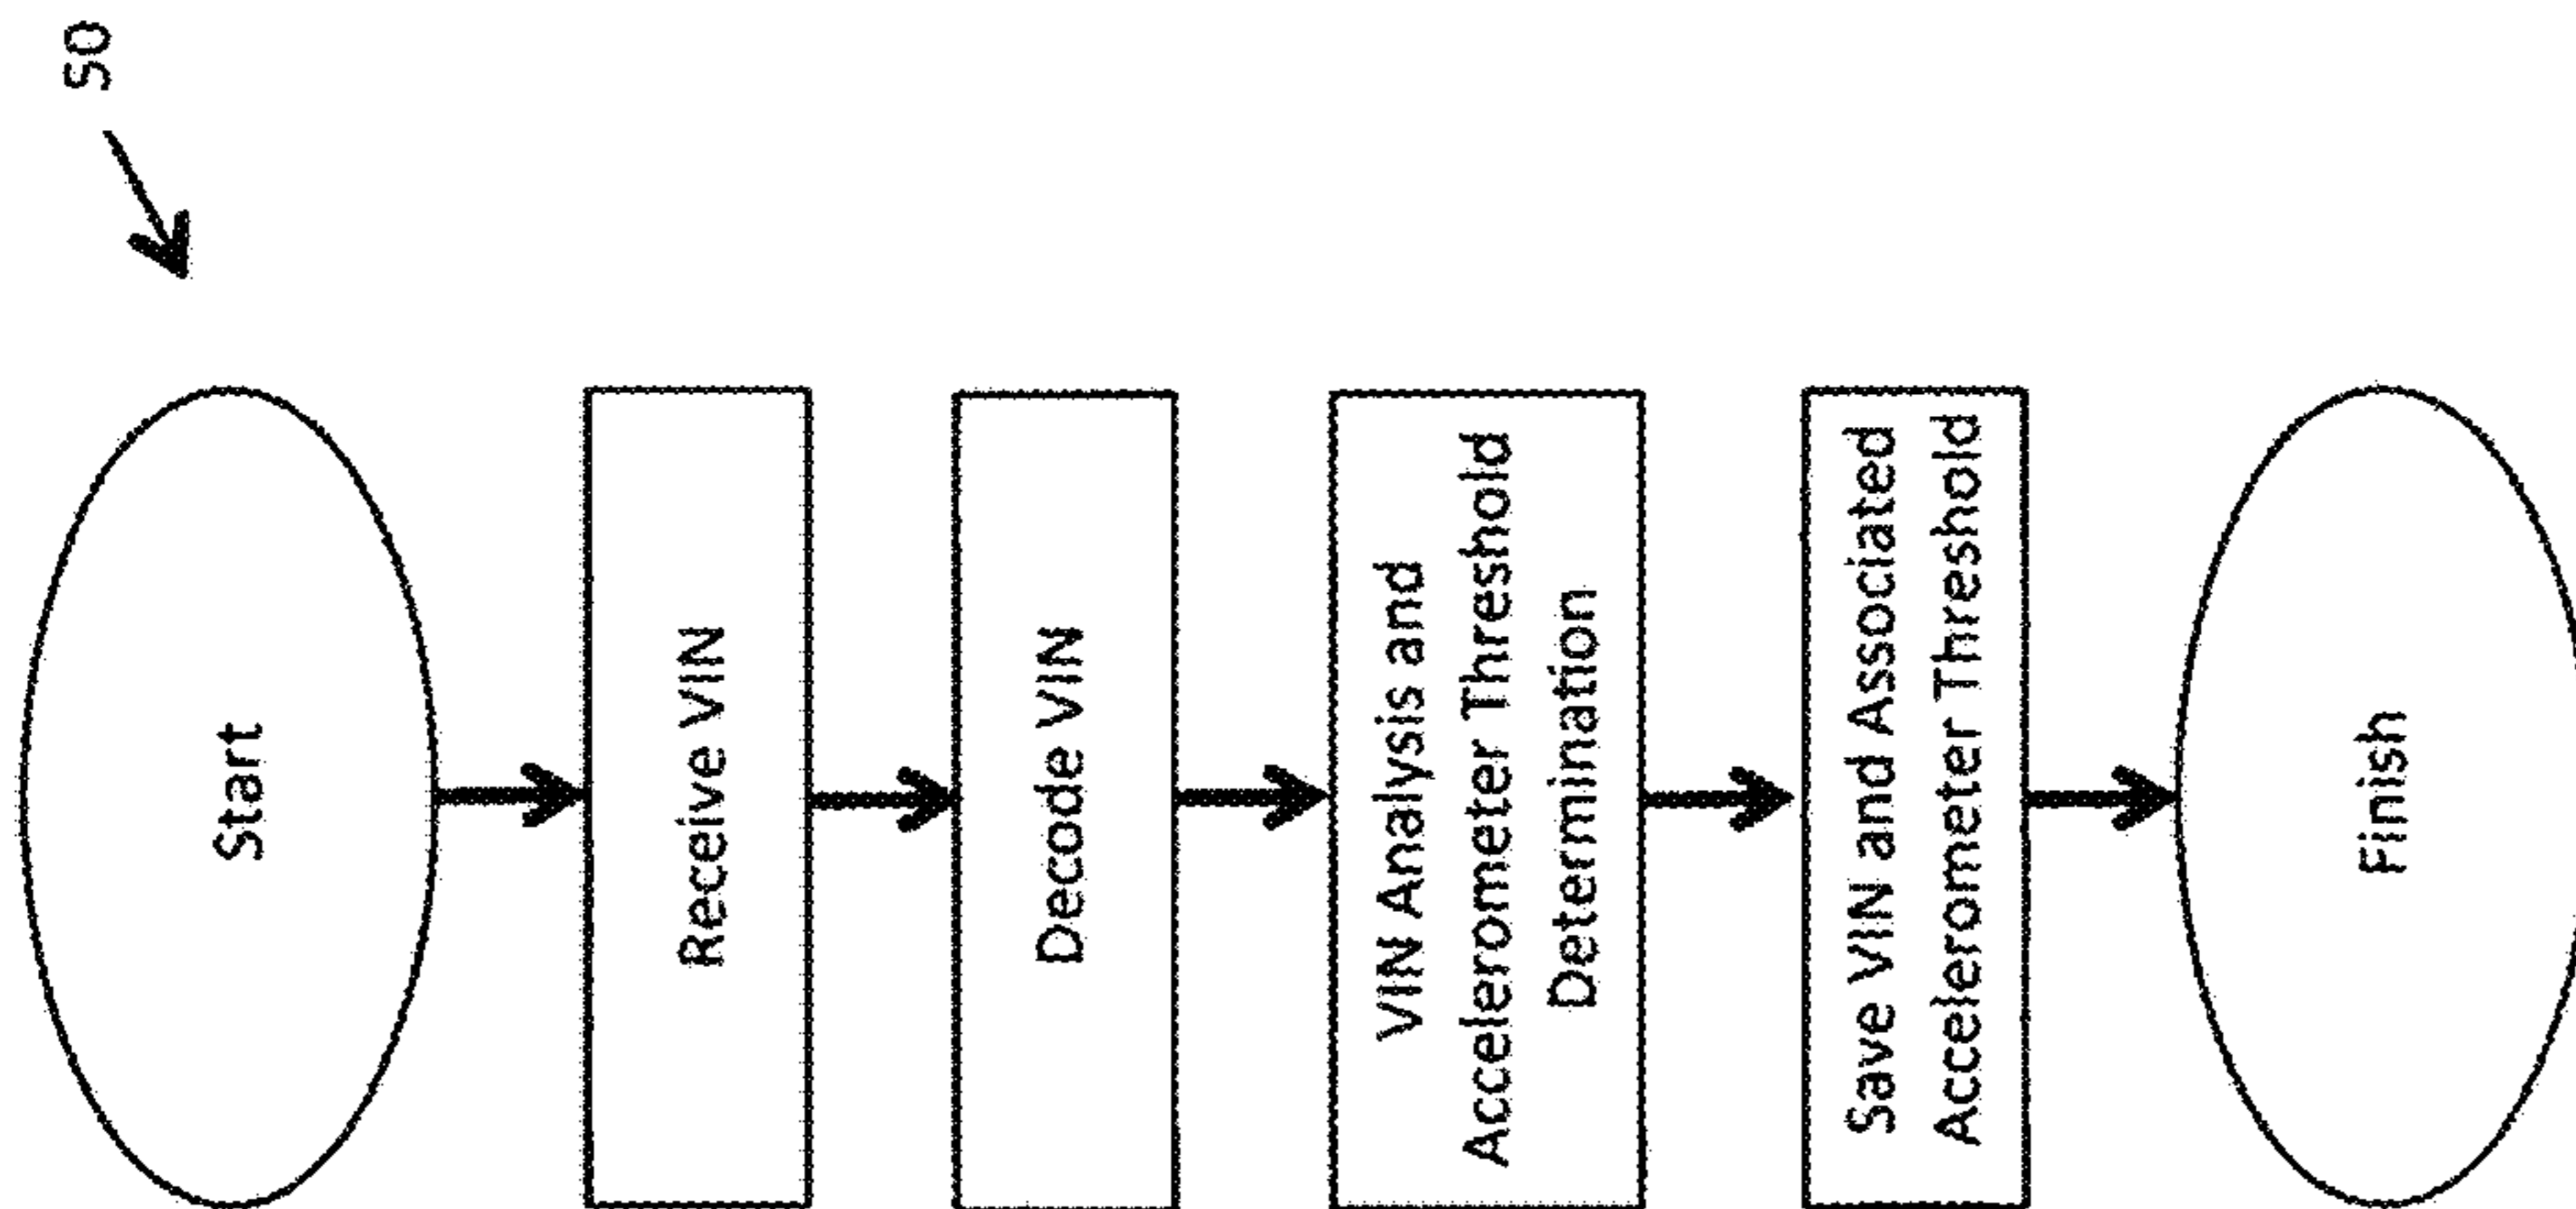 50
Start
Receive VIN
Decode VIN
VIN Analysis and
Accelerometer Threshold
Determination
Save VIN and Associated
Accelerometer Threshold
Finish